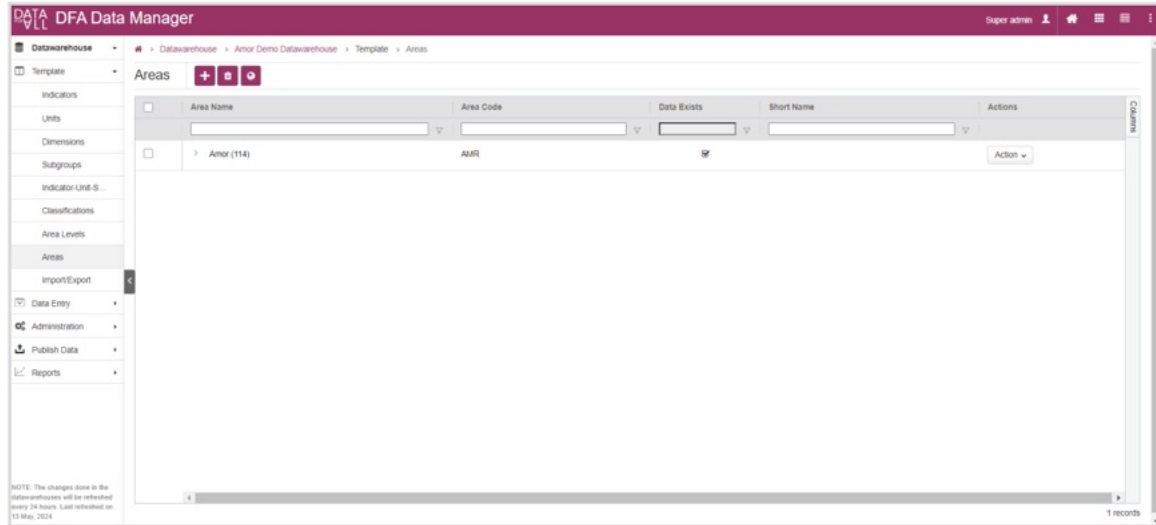 DATA FOR ALL DFA Data Manager
Super admin
Datawarehouse
Datawarehouse > Amor Demo Datawarehouse > Template > Areas
Template
Areas
Indicators
Units
Dimensions
Subgroups
Indicator-Unit-S...
Classifications
Area Levels
Areas
Import/Export
Data Entry
Administration
Publish Data
Reports
Area Name Area Code Data Exists Short Name Actions
Columns
> Amor (114) AMR Action
NOTE: The changes done in the
datawarehouses will be refreshed
every 24 hours. Last refreshed on:
13 May, 2024
1 records